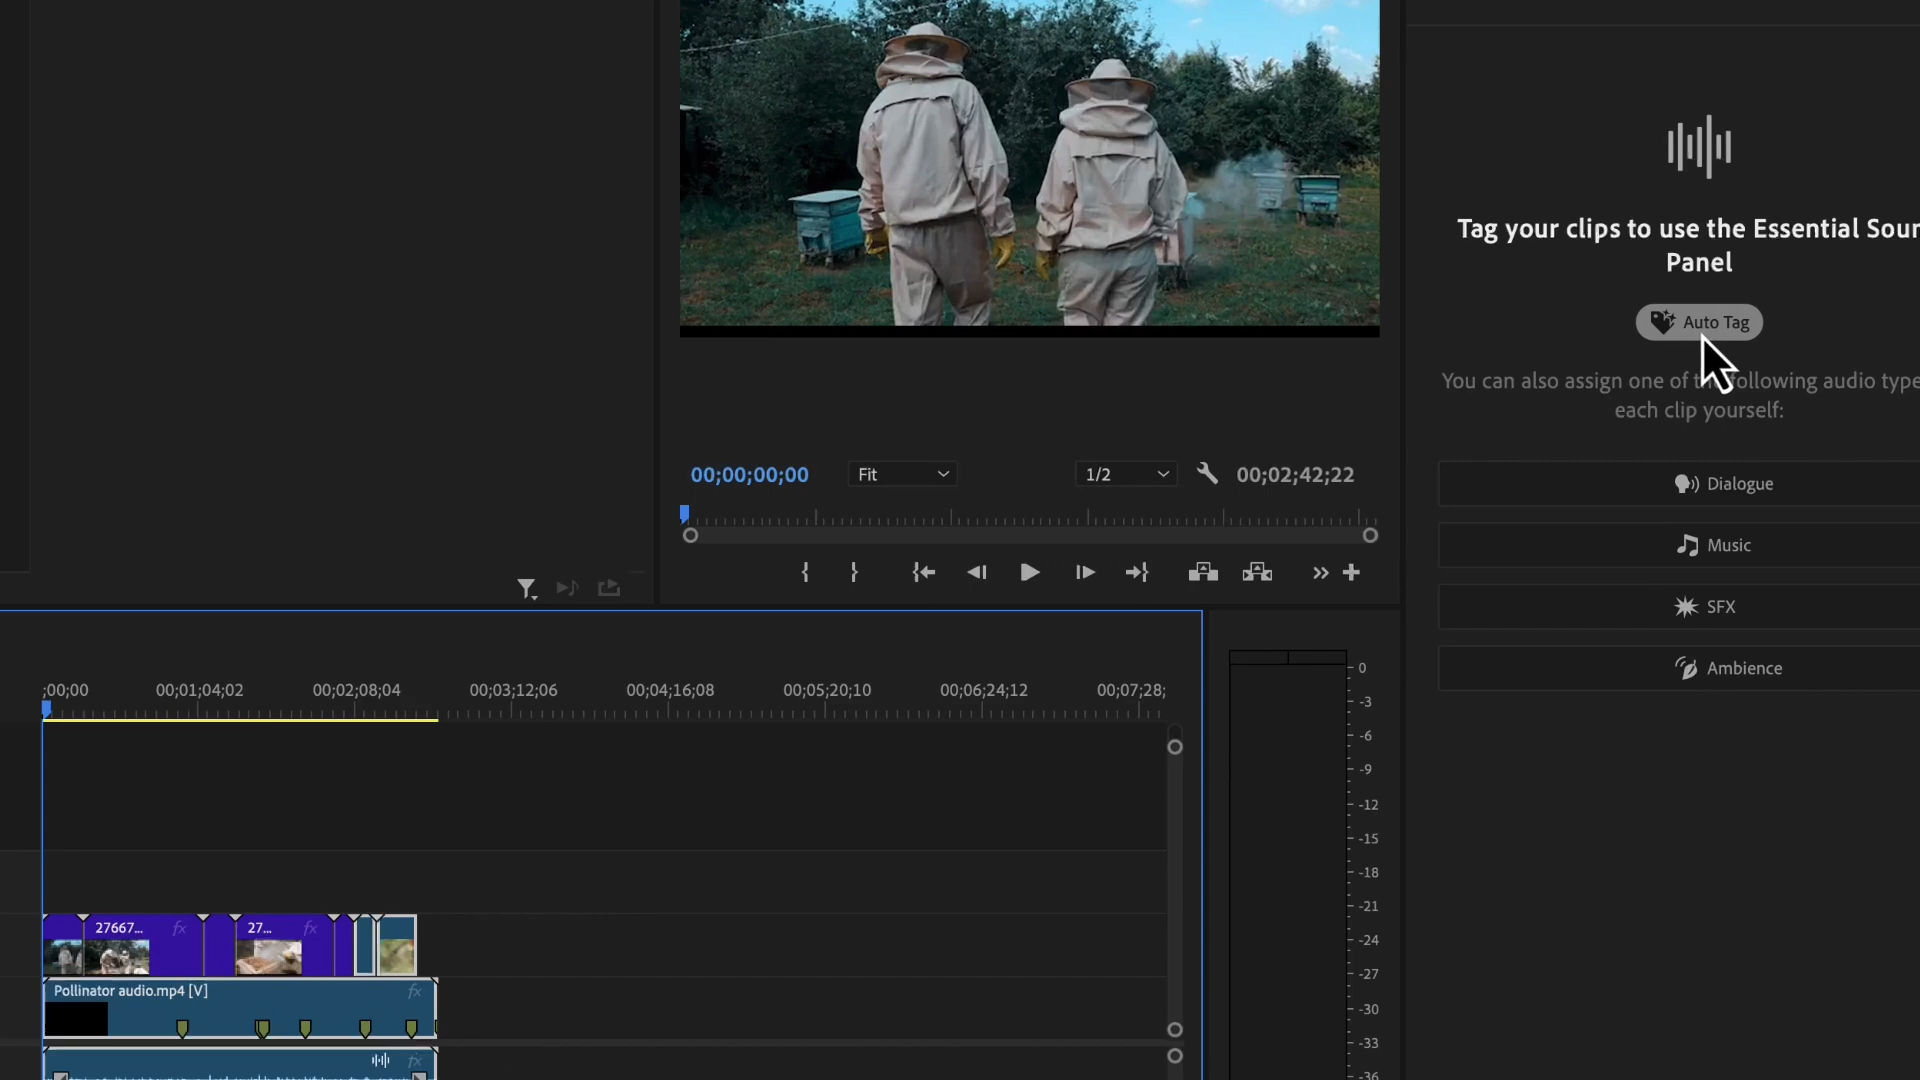 Tag your clips to use the Essential Soun
Panel
Auto Tag
You can also assign one of the following audio type
each clip yourself:
Dialogue
Music
SFX
Ambience
00;00;00;00
Fit
1/2
00;02;42;22
;00;00
00;01;04;02
00;02;08;04
00;03;12;06
00;04;16;08
00;05;20;10
00;06;24;12
00;07;28;
27667...
fx
27...
fx
Pollinator audio.mp4 [V]
fx
fx
0
-3
-6
-9
-12
-15
-18
-21
-24
-27
-30
-33
-36